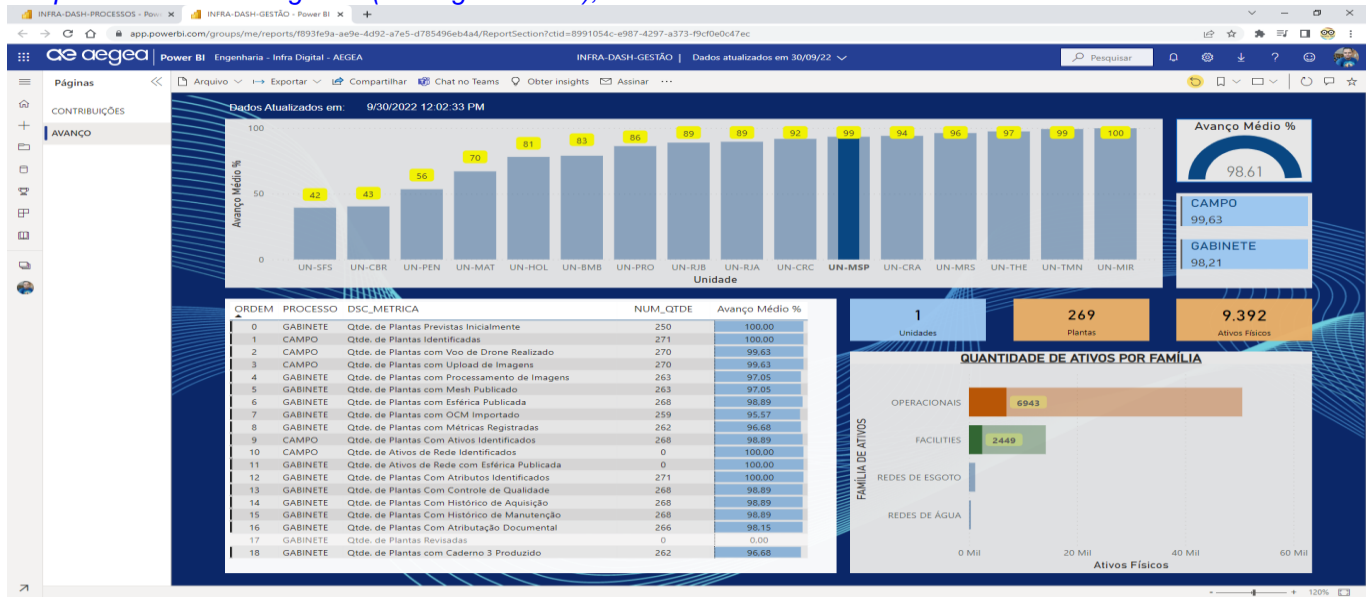 INFRA-DASH-PROCESSOS - Pow
INFRA-DASH-GESTÃO - Power BI
app.powerbi.com/groups/me/reports/f893fe9a-ae9e-4d92-a7e5-d785496eb4a4/ReportSection?ctid=8991054c-e987-4297-a373-f9cf0e0c47ec
aegea
Power BI Engenharia - Infra Digital - AEGEA
INFRA-DASH-GESTÃO | Dados atualizados em 30/09/22
Pesquisar
Páginas
Arquivo Exportar Compartilhar Chat no Teams Obter insights Assinar ...
CONTRIBUIÇÕES
AVANÇO
Dados Atualizados em: 9/30/2022 12:02:33 PM
Avanço Médio %
100
50
0
42 43 56 70 81 83 86 89 89 92 99 94 96 97 99 100
UN-SFS UN-CBR UN-PEN UN-MAT UN-HOL UN-BMB UN-PRO UN-RJB UN-RJA UN-CRC UN-MSP UN-CRA UN-MRS UN-THE UN-TMN UN-MIR
Unidade
Avanço Médio %
98.61
CAMPO
99,63
GABINETE
98,21
ORDEM PROCESSO DSC_METRICA NUM_QTDE Avanço Médio %
0 GABINETE Qtde. de Plantas Previstas Inicialmente 250 100,00
1 CAMPO Qtde. de Plantas Identificadas 271 100,00
2 CAMPO Qtde. de Plantas com Voo de Drone Realizado 270 99,63
3 CAMPO Qtde. de Plantas com Upload de Imagens 270 99,63
4 GABINETE Qtde. de Plantas com Processamento de Imagens 263 97,05
5 GABINETE Qtde. de Plantas com Mesh Publicado 263 97,05
6 GABINETE Qtde. de Plantas com Esférica Publicada 268 98,89
7 GABINETE Qtde. de Plantas com OCM Importado 259 95,57
8 GABINETE Qtde. de Plantas com Métricas Registradas 262 96,68
9 CAMPO Qtde. de Plantas Com Ativos Identificados 268 98,89
10 CAMPO Qtde. de Ativos de Rede Identificados 0 100,00
11 GABINETE Qtde. de Ativos de Rede com Esférica Publicada 0 100,00
12 GABINETE Qtde. de Plantas Com Atributos Identificados 271 100,00
13 GABINETE Qtde. de Plantas Com Controle de Qualidade 268 98,89
14 GABINETE Qtde. de Plantas Com Histórico de Aquisição 268 98,89
15 GABINETE Qtde. de Plantas Com Histórico de Manutenção 268 98,89
16 GABINETE Qtde. de Plantas Com Atributação Documental 266 98,15
17 GABINETE Qtde. de Plantas Revisadas 0 0,00
18 GABINETE Qtde. de Plantas com Caderno 3 Produzido 262 96,68
1
Unidades
269
Plantas
9.392
Ativos Físicos
QUANTIDADE DE ATIVOS POR FAMÍLIA
FAMÍLIA DE ATIVOS
OPERACIONAIS 6943
FACILITIES 2449
REDES DE ESGOTO
REDES DE ÁGUA
0 Mil 20 Mil 40 Mil 60 Mil
Ativos Físicos
120%